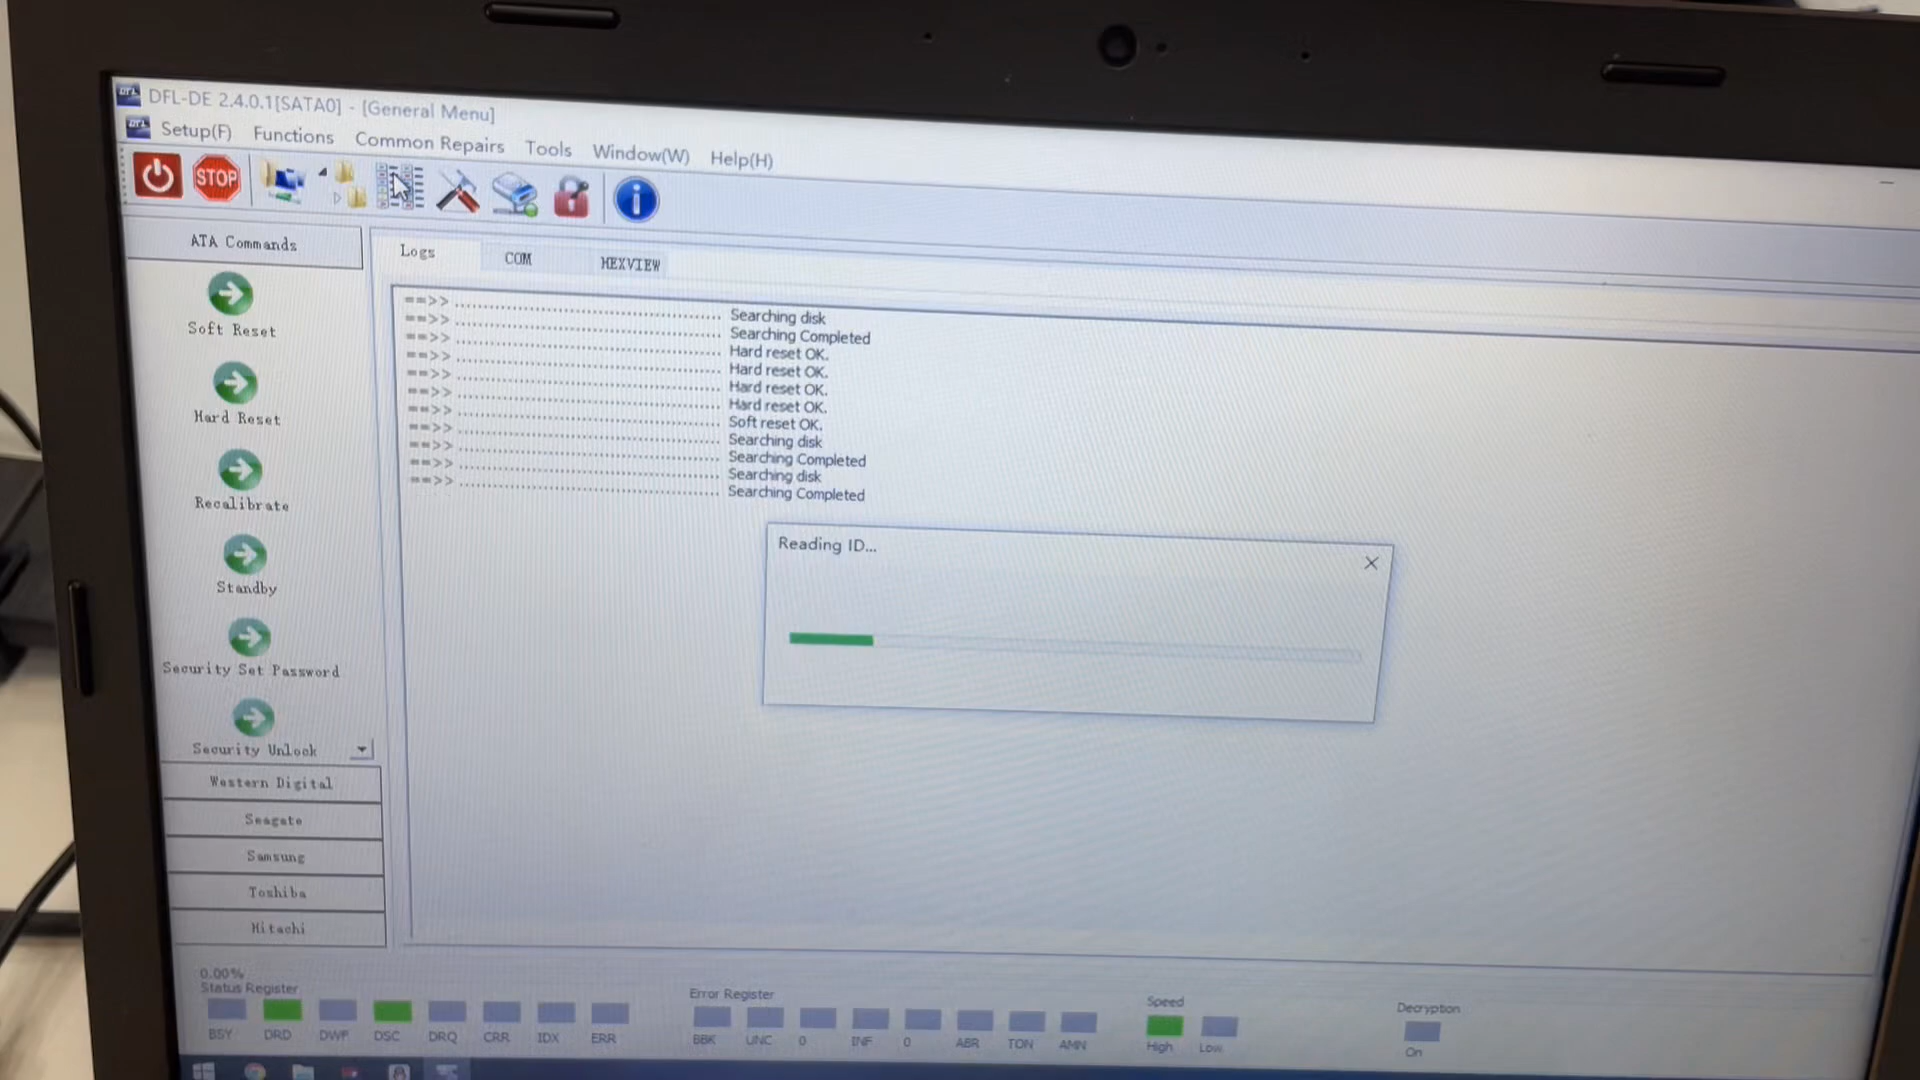 DFL-DE 2.4.0.1[SATA0] - [General Menu]
Setup(F) Functions Common Repairs Tools Window(W) Help(H)
STOP
ATA Commands
Logs COM HEXVIEW
Soft Reset
Hard Reset
Recalibrate
Standby
Security Set Password
Security Unlock
Western Digital
Seagate
Samsung
Toshiba
Hitachi
==>> ........................................ Searching disk
==>> ........................................ Searching Completed
==>> ........................................ Hard reset OK.
==>> ........................................ Hard reset OK.
==>> ........................................ Hard reset OK.
==>> ........................................ Hard reset OK.
==>> ........................................ Soft reset OK.
==>> ........................................ Searching disk
==>> ........................................ Searching Completed
==>> ........................................ Searching disk
==>> ........................................ Searching Completed
Reading ID...
0.00%
Status Register
BSY DRD DWF DSC DRQ CRR IDX ERR
Error Register
BBK UNC 0 INF 0 ABR TON AMN
Speed
High Low
Decryption
On